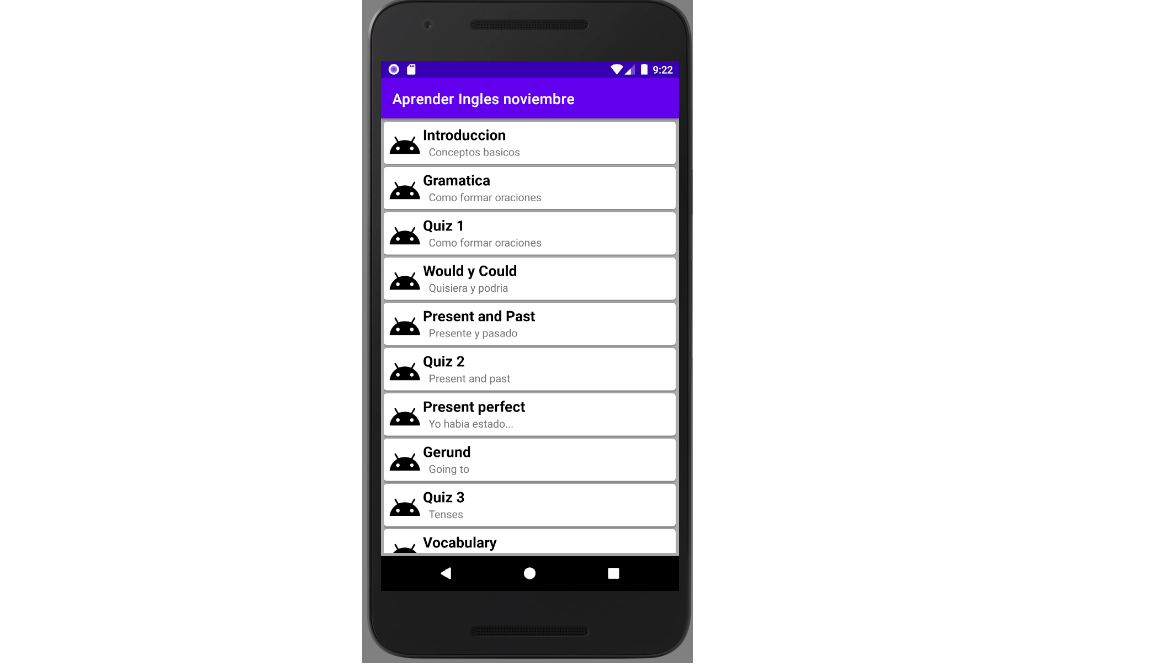 9:22
Aprender Ingles noviembre
Introduccion
Conceptos basicos
Gramatica
Como formar oraciones
Quiz 1
Como formar oraciones
Would y Could
Quisiera y podria
Present and Past
Presente y pasado
Quiz 2
Present and past
Present perfect
Yo habia estado...
Gerund
Going to
Quiz 3
Tenses
Vocabulary